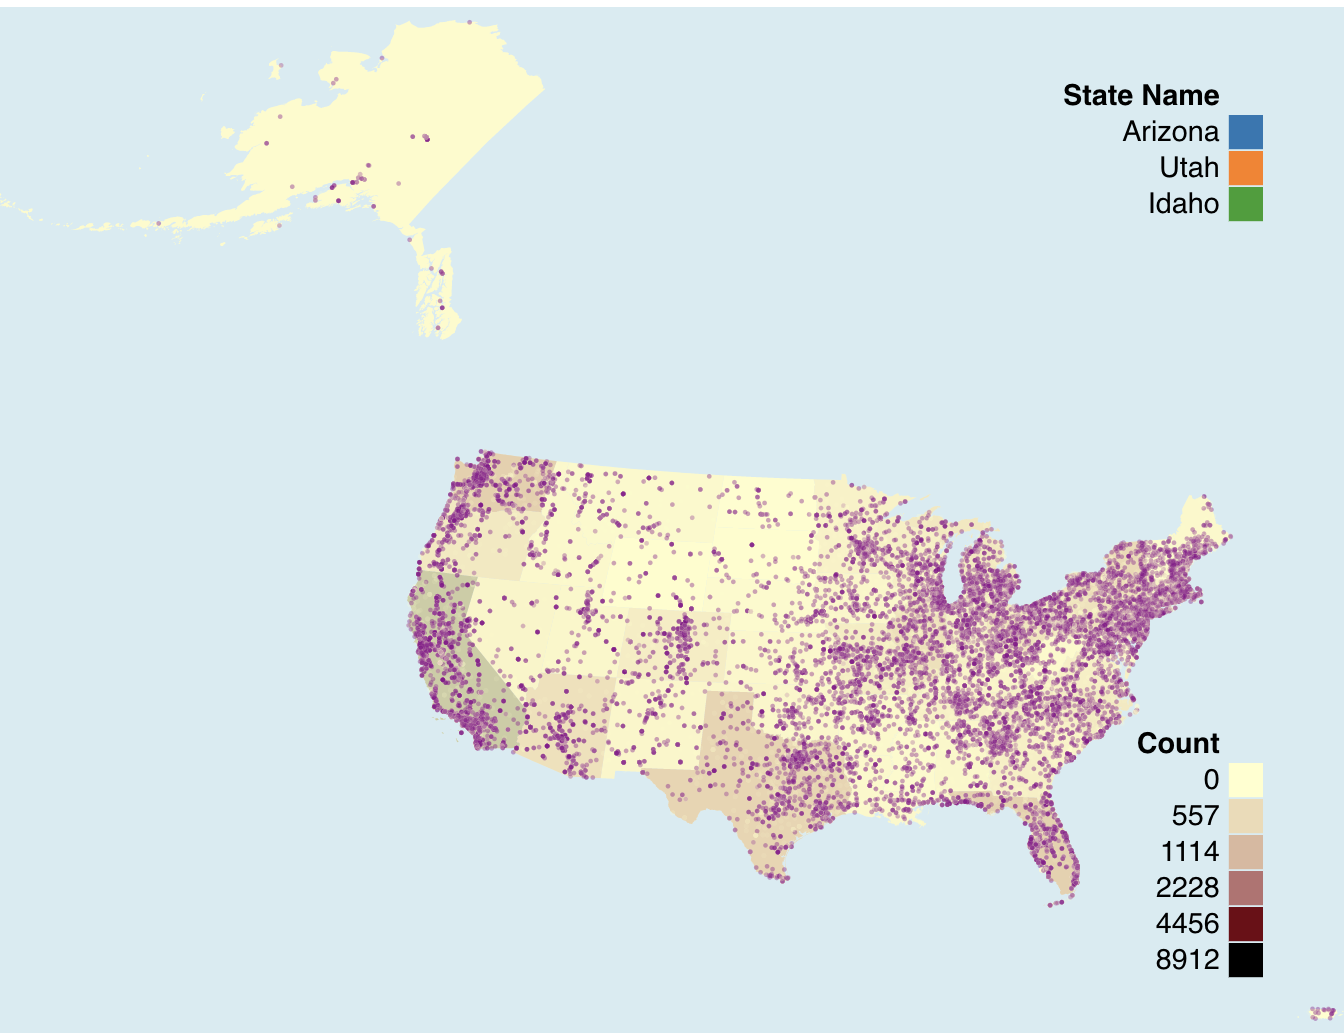 State Name
Arizona
Utah
Idaho
Count
0
557
1114
2228
4456
8912